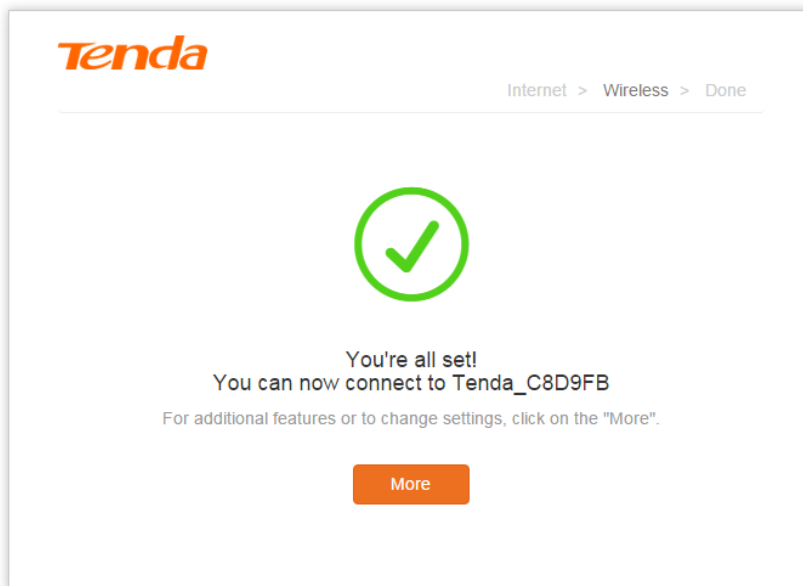 Tenda
Internet > Wireless > Done
You're all set!
You can now connect to Tenda_C8D9FB
For additional features or to change settings, click on the "More".
More